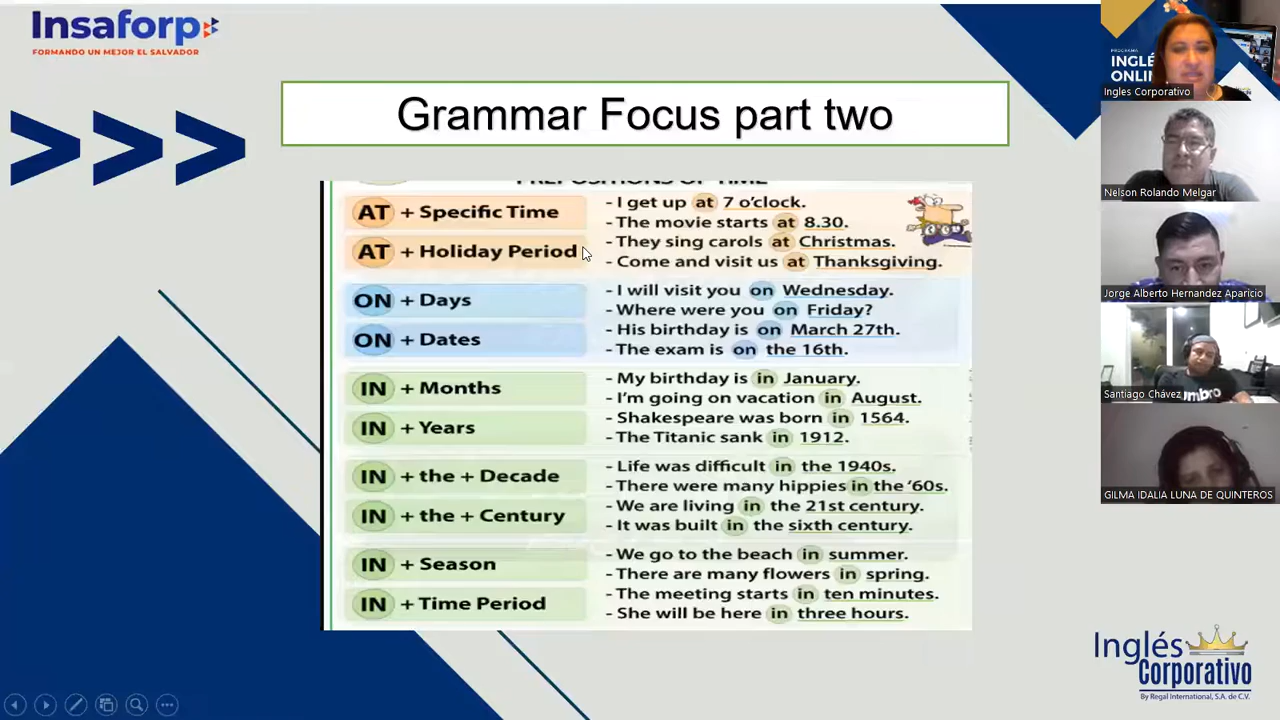 Insaforp
FORMANDO UN MEJOR EL SALVADOR
Grammar Focus part two
PREPOSITIONS OF TIME
AT + Specific Time
- I get up at 7 o'clock.
- The movie starts at 8.30.
AT + Holiday Period
- They sing carols at Christmas.
- Come and visit us at Thanksgiving.
ON + Days
- I will visit you on Wednesday.
- Where were you on Friday?
ON + Dates
- His birthday is on March 27th.
- The exam is on the 16th.
IN + Months
- My birthday is in January.
- I'm going on vacation in August.
IN + Years
- Shakespeare was born in 1564.
- The Titanic sank in 1912.
IN + the + Decade
- Life was difficult in the 1940s.
- There were many hippies in the '60s.
IN + the + Century
- We are living in the 21st century.
- It was built in the sixth century.
IN + Season
- We go to the beach in summer.
- There are many flowers in spring.
IN + Time Period
- The meeting starts in ten minutes.
- She will be here in three hours.
Inglés
Corporativo
By Regal International, S.A. de C.V.
PROGRAMA
INGLÉ
ONLIN
Ingles Corporativo
Nelson Rolando Melgar
Jorge Alberto Hernandez Aparicio
umbro
Santiago Chávez
GILMA IDALIA LUNA DE QUINTEROS